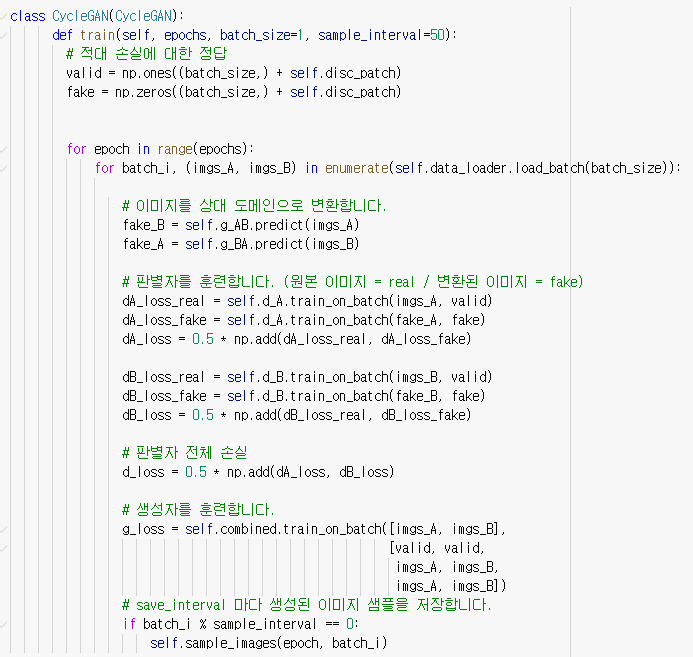 class CycleGAN(CycleGAN):
def train(self, epochs, batch_size=1, sample_interval=50):
# 적대 손실에 대한 정답
valid = np.ones((batch_size,) + self.disc_patch)
fake = np.zeros((batch_size,) + self.disc_patch)
for epoch in range(epochs):
for batch_i, (imgs_A, imgs_B) in enumerate(self.data_loader.load_batch(batch_size)):
# 이미지를 상대 도메인으로 변환합니다.
fake_B = self.g_AB.predict(imgs_A)
fake_A = self.g_BA.predict(imgs_B)
# 판별자를 훈련합니다. (원본 이미지 = real / 변환된 이미지 = fake)
dA_loss_real = self.d_A.train_on_batch(imgs_A, valid)
dA_loss_fake = self.d_A.train_on_batch(fake_A, fake)
dA_loss = 0.5 * np.add(dA_loss_real, dA_loss_fake)
dB_loss_real = self.d_B.train_on_batch(imgs_B, valid)
dB_loss_fake = self.d_B.train_on_batch(fake_B, fake)
dB_loss = 0.5 * np.add(dB_loss_real, dB_loss_fake)
# 판별자 전체 손실
d_loss = 0.5 * np.add(dA_loss, dB_loss)
# 생성자를 훈련합니다.
g_loss = self.combined.train_on_batch([imgs_A, imgs_B],
[valid, valid,
imgs_A, imgs_B,
imgs_A, imgs_B])
# save_interval 마다 생성된 이미지 샘플을 저장합니다.
if batch_i % sample_interval == 0:
self.sample_images(epoch, batch_i)